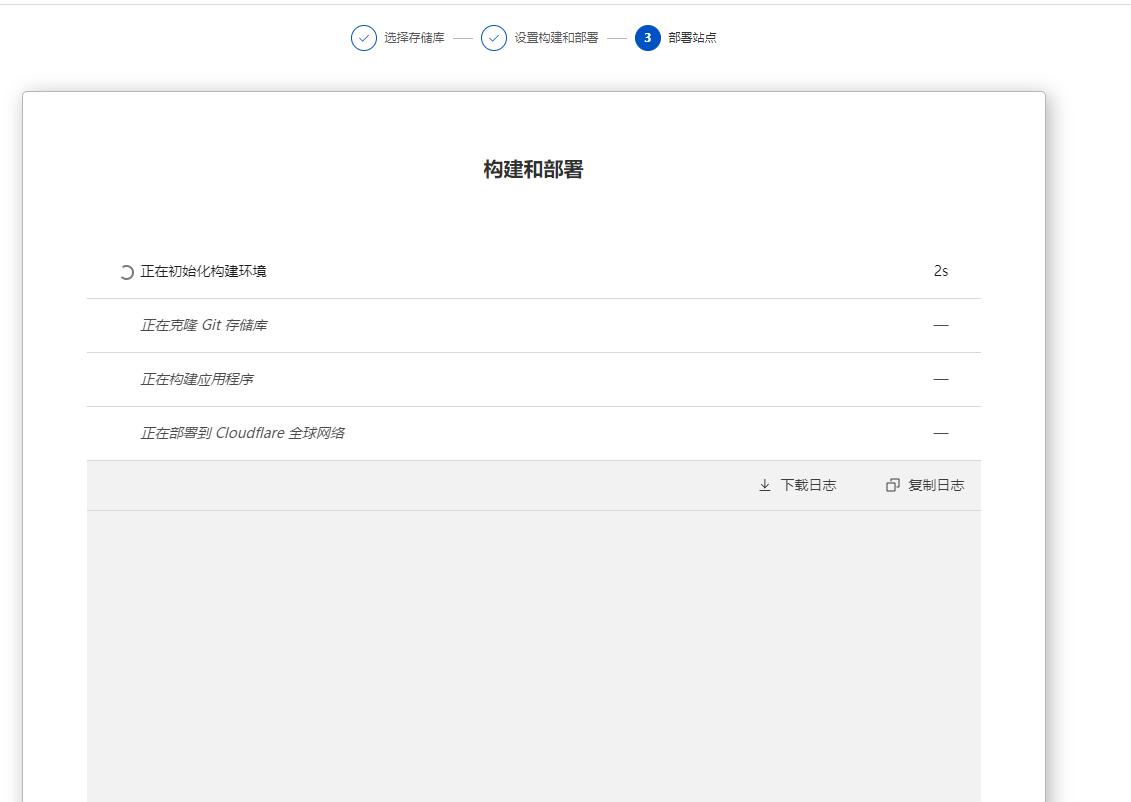 选择存储库 设置构建和部署 3 部署站点
构建和部署
正在初始化构建环境 2s
正在克隆 Git 存储库 —
正在构建应用程序 —
正在部署到 Cloudflare 全球网络 —
下载日志 复制日志